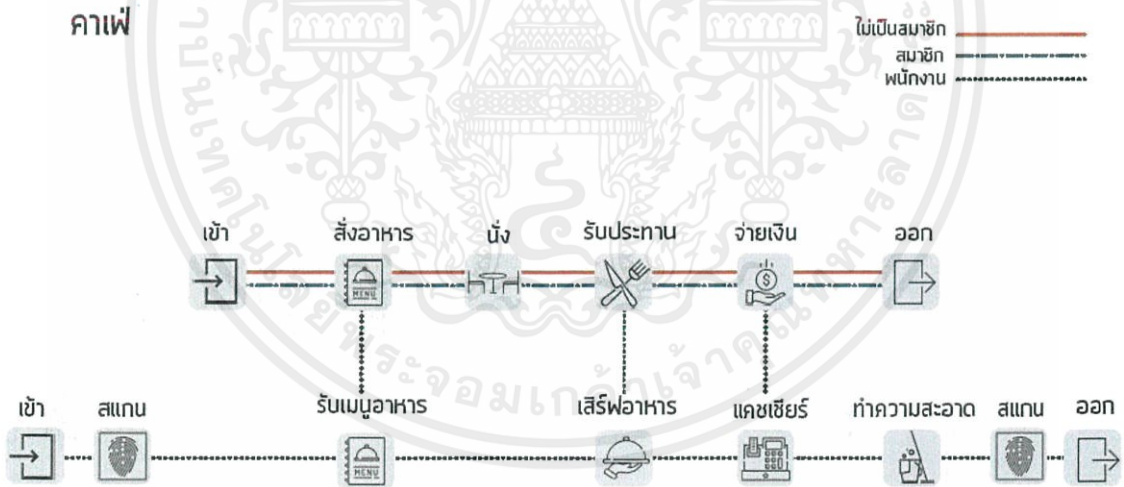 คาเฟ่
ไม่เป็นสมาชิก
สมาชิก
พนักงาน
เข้า สั่งอาหาร นั่ง รับประทาน จ่ายเงิน ออก
MENU
เข้า สแกน รับเมนูอาหาร เสิร์ฟอาหาร แคชเชียร์ ทำความสะอาด สแกน ออก
MENU